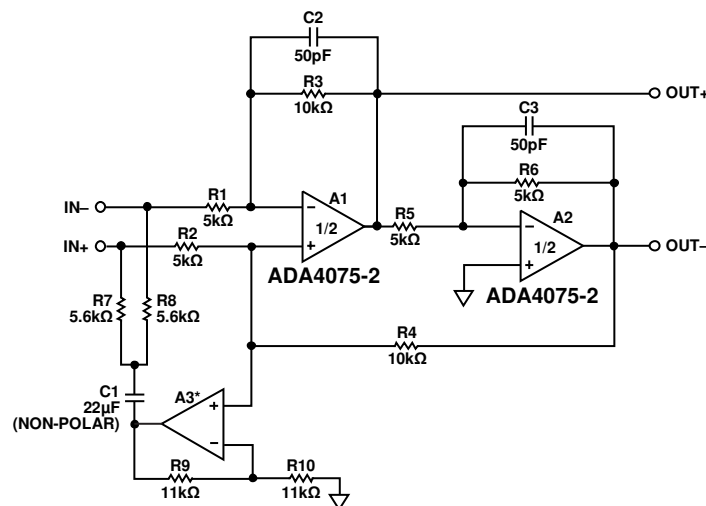 C2
50pF
R3
10kΩ
OUT+
C3
50pF
R6
5kΩ
IN–
R1
5kΩ
A1
–
1/2
+
R5
5kΩ
A2
–
1/2
+
OUT–
IN+
R2
5kΩ
ADA4075-2
ADA4075-2
R7
5.6kΩ
R8
5.6kΩ
R4
10kΩ
C1
22µF
(NON-POLAR)
A3*
+
–
R9
11kΩ
R10
11kΩ